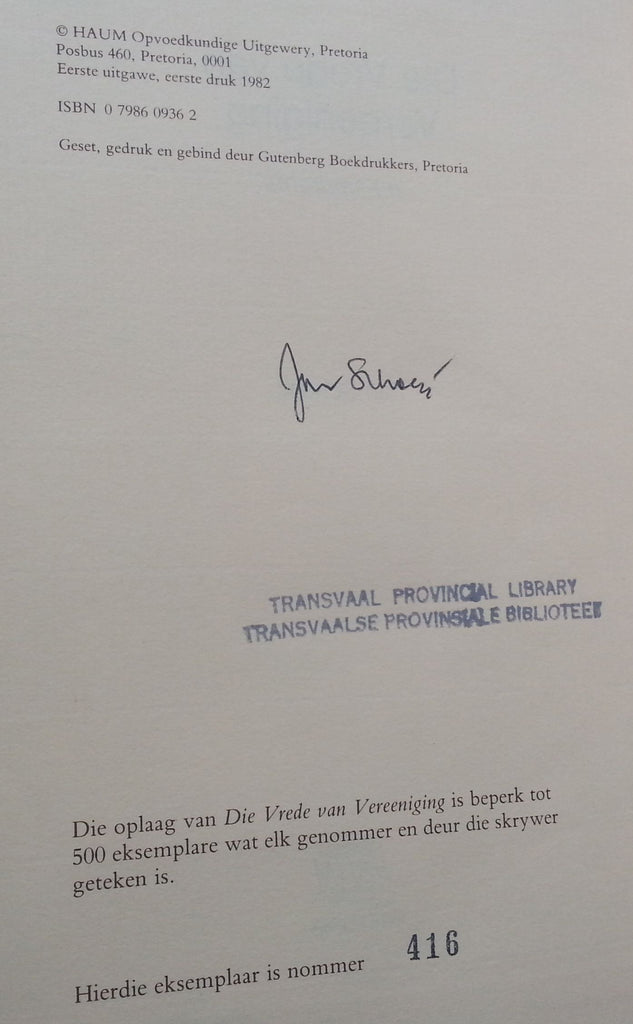 © HAUM Opvoedkundige Uitgewery, Pretoria
Posbus 460, Pretoria, 0001
Eerste uitgawe, eerste druk 1982
ISBN 0 7986 0936 2
Geset, gedruk en gebind deur Gutenberg Boekdrukkers, Pretoria
TRANSVAAL PROVINCIAL LIBRARY
TRANSVAALSE PROVINSIALE BIBLIOTEEK
Die oplaag van Die Vrede van Vereeniging is beperk tot
500 eksemplare wat elk genommer en deur die skrywer
geteken is.
Hierdie eksemplaar is nommer 416